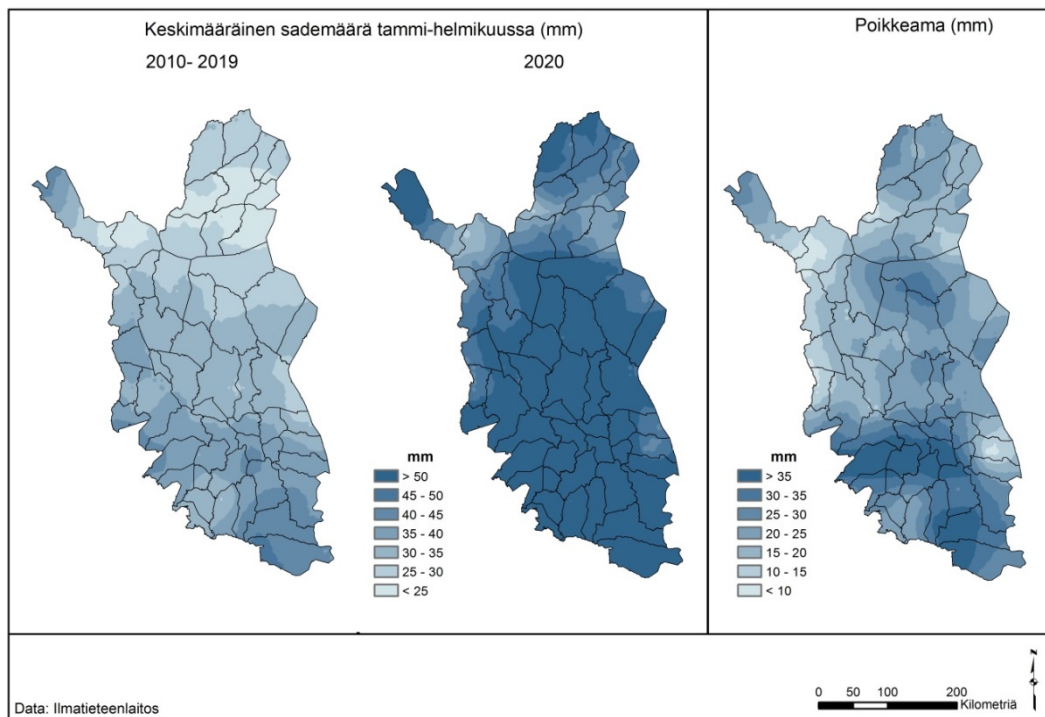 Keskimääräinen sademäärä tammi-helmikuussa (mm)
2010- 2019
2020
Poikkeama (mm)
mm
> 50
45 - 50
40 - 45
35 - 40
30 - 35
25 - 30
< 25
mm
> 35
30 - 35
25 - 30
20 - 25
15 - 20
10 - 15
< 10
Data: Ilmatieteenlaitos
0 50 100 200
Kilometriä
N